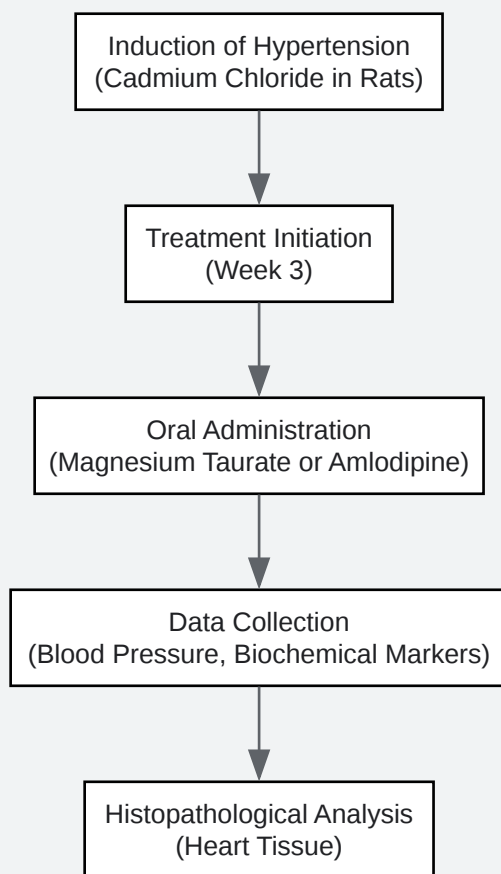 Induction of Hypertension
(Cadmium Chloride in Rats)
Treatment Initiation
(Week 3)
Oral Administration
(Magnesium Taurate or Amlodipine)
Data Collection
(Blood Pressure, Biochemical Markers)
Histopathological Analysis
(Heart Tissue)